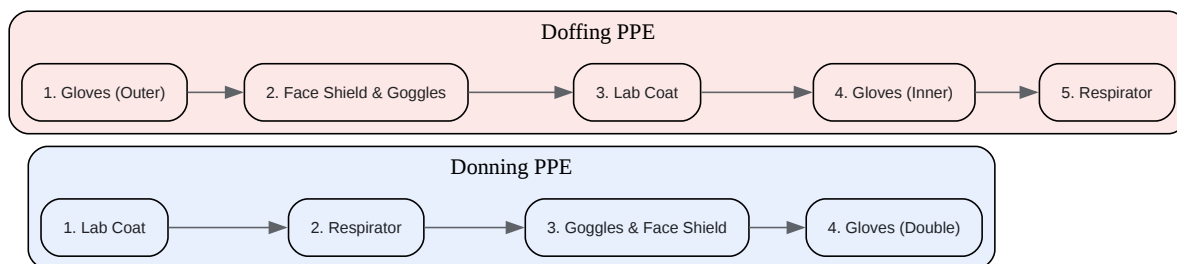 Doffing PPE
1. Gloves (Outer)
2. Face Shield & Goggles
3. Lab Coat
4. Gloves (Inner)
5. Respirator
Donning PPE
1. Lab Coat
2. Respirator
3. Goggles & Face Shield
4. Gloves (Double)